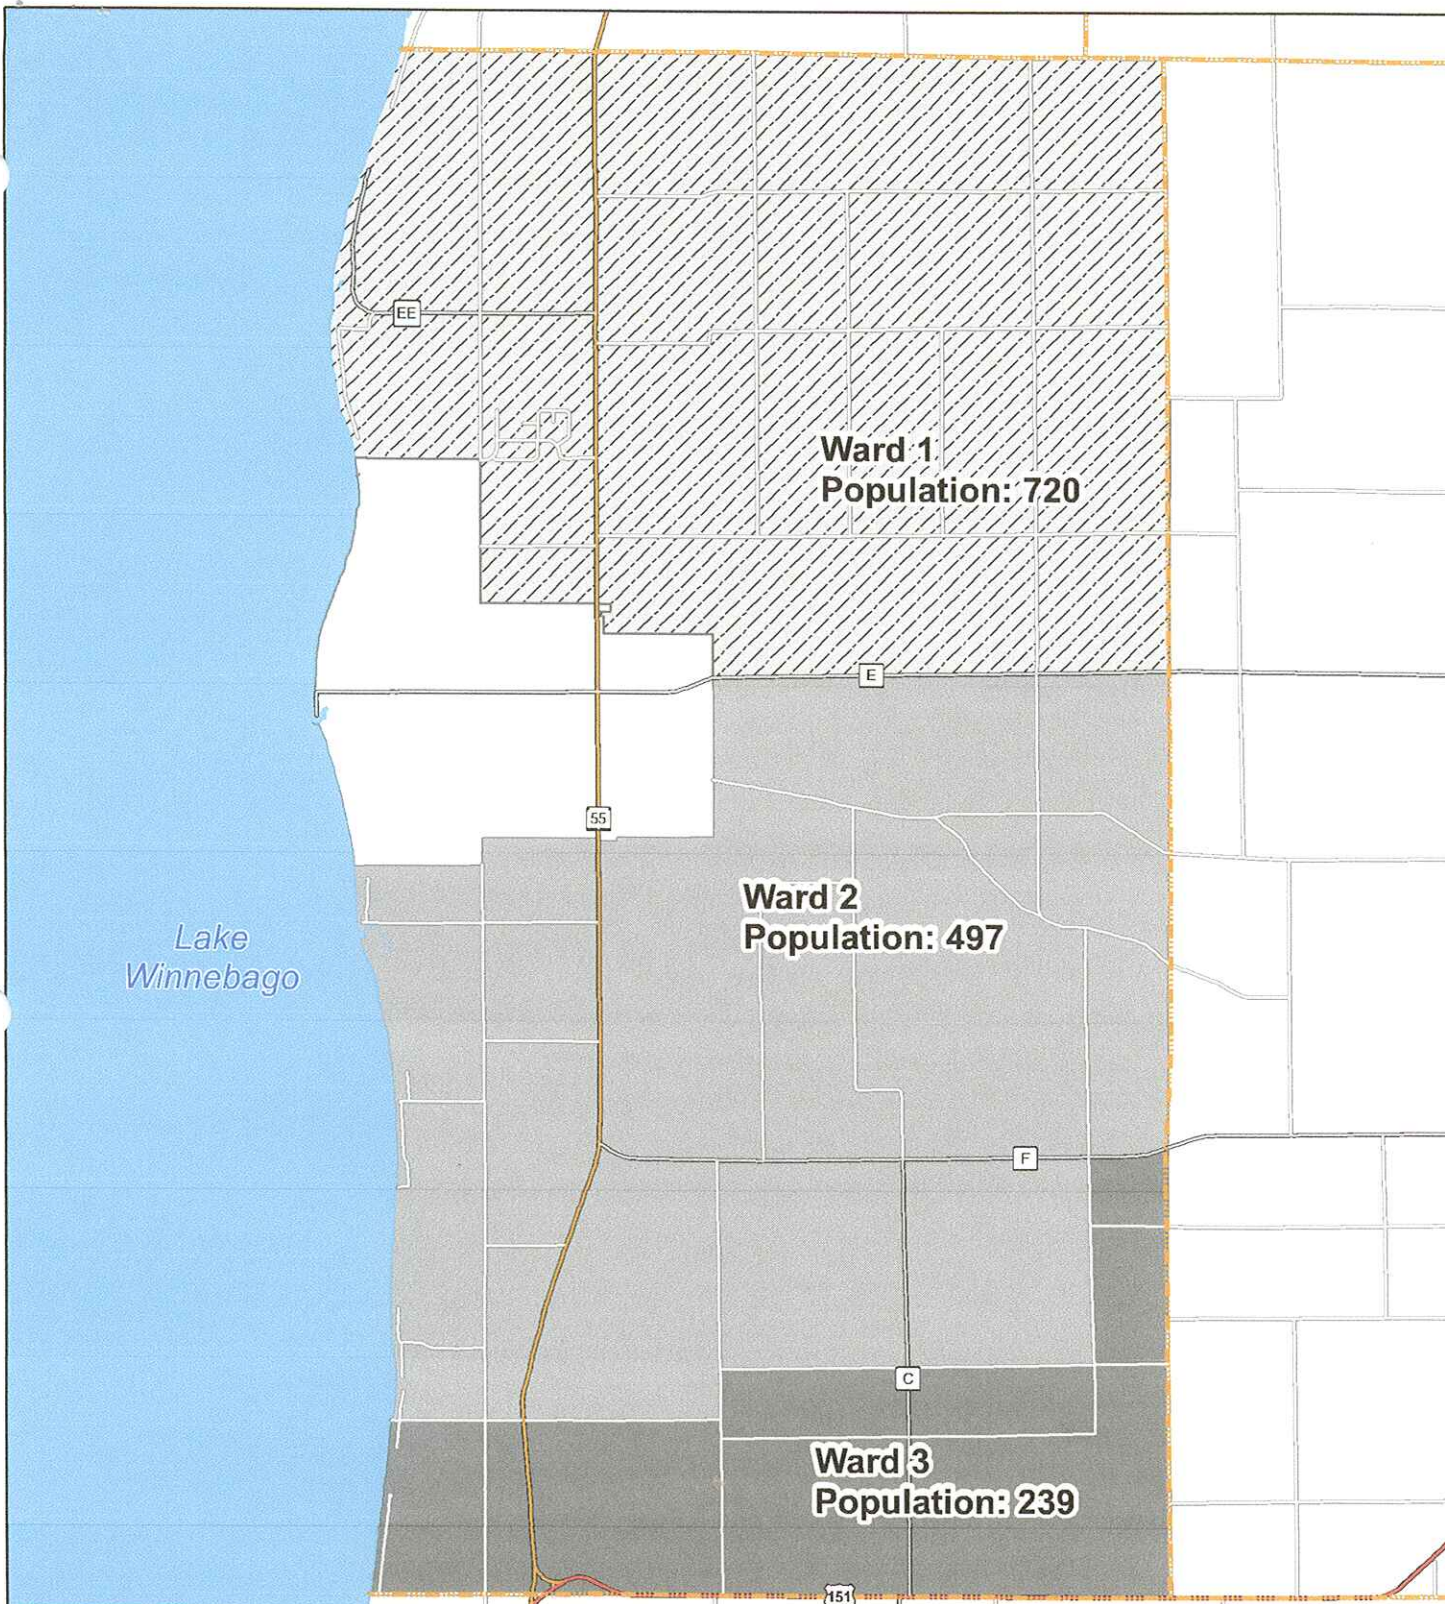 EE
Ward 1
Population: 720
E
55
Ward 2
Population: 497
Lake
Winnebago
F
C
Ward 3
Population: 239
151